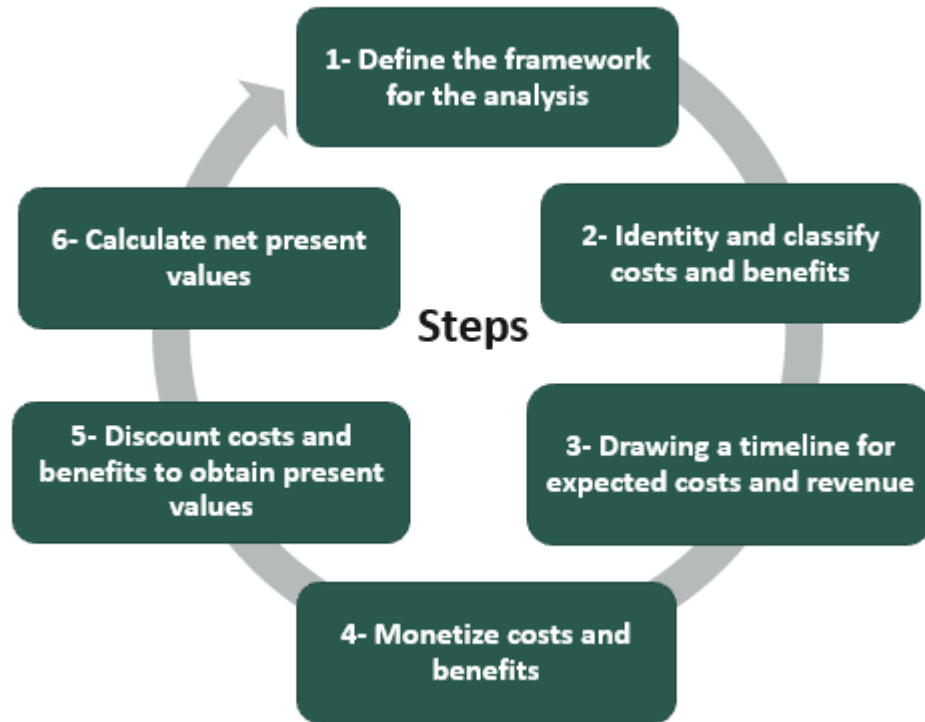 1- Define the framework
for the analysis
2- Identity and classify
costs and benefits
3- Drawing a timeline for
expected costs and revenue
4- Monetize costs and
benefits
5- Discount costs and
benefits to obtain present
values
6- Calculate net present
values
Steps